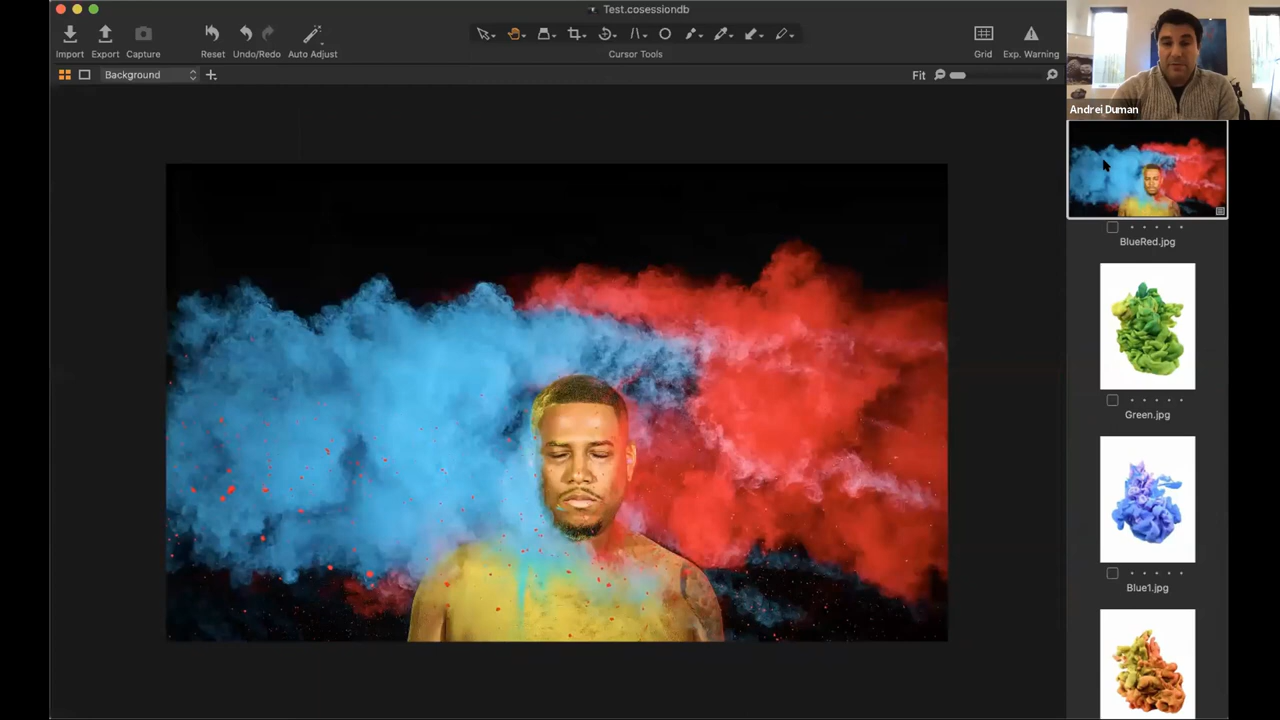 Test.cosessiondb
Import Export Capture
Reset Undo/Redo Auto Adjust
Cursor Tools
Grid Exp. Warning
Background
Fit
Andrei Duman
BlueRed.jpg
Green.jpg
Blue1.jpg